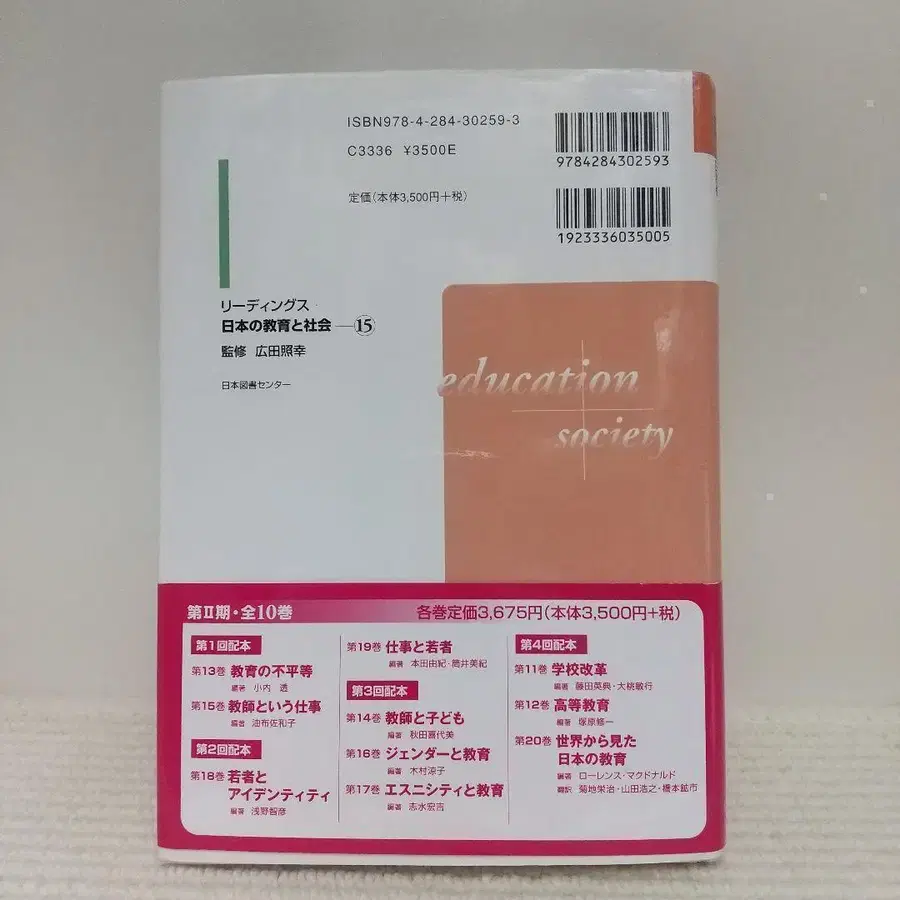 ISBN978-4-284-30259-3
C3336 ¥3500E
定価(本体3,500円+税)
9784284302593
1923336035005
リーディングス
日本の教育と社会 ―⑮
監修 広田照幸
日本図書センター
education
society
第Ⅱ期・全10巻
各巻定価3,675円(本体3,500円+税)
第1回配本
第13巻 教育の不平等
編著 小内 透
第15巻 教師という仕事
編著 油布佐和子
第2回配本
第18巻 若者と
アイデンティティ
編著 浅野智彦
第19巻 仕事と若者
編著 本田由紀・筒井美紀
第3回配本
第14巻 教師と子ども
編著 秋田喜代美
第16巻 ジェンダーと教育
編著 木村涼子
第17巻 エスニシティと教育
編著 志水宏吉
第4回配本
第11巻 学校改革
編著 藤田英典・大桃敏行
第12巻 高等教育
編著 塚原修一
第20巻 世界から見た
日本の教育
編著 ローレンス・マクドナルド
翻訳 菊地栄治・山田浩之・橋本鉱市